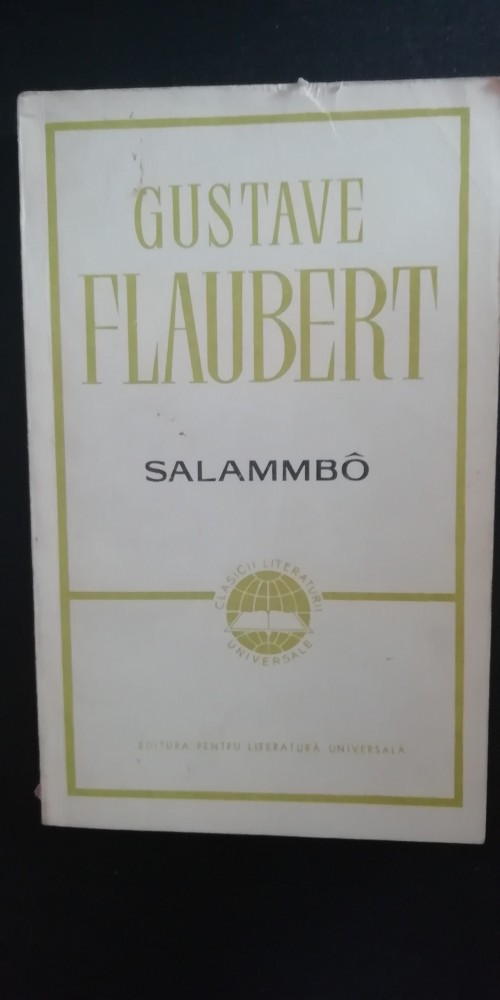 GUSTAVE
FLAUBERT
SALAMMBÔ
CLASICII LITERATURII
UNIVERSALE
EDITURA PENTRU LITERATURĂ UNIVERSALĂ